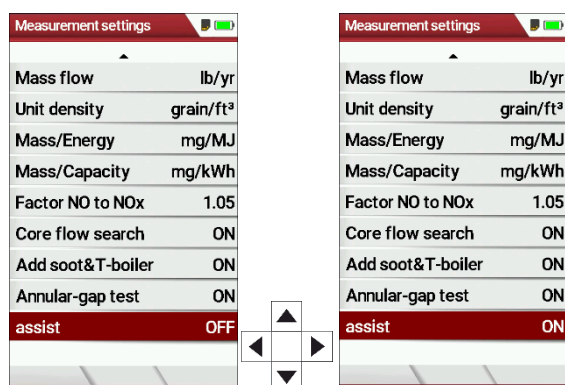 Measurement settings
Mass flow lb/yr
Unit density grain/ft³
Mass/Energy mg/MJ
Mass/Capacity mg/kWh
Factor NO to NOx 1.05
Core flow search ON
Add soot&T-boiler ON
Annular-gap test ON
assist OFF
Measurement settings
Mass flow lb/yr
Unit density grain/ft³
Mass/Energy mg/MJ
Mass/Capacity mg/kWh
Factor NO to NOx 1.05
Core flow search ON
Add soot&T-boiler ON
Annular-gap test ON
assist ON